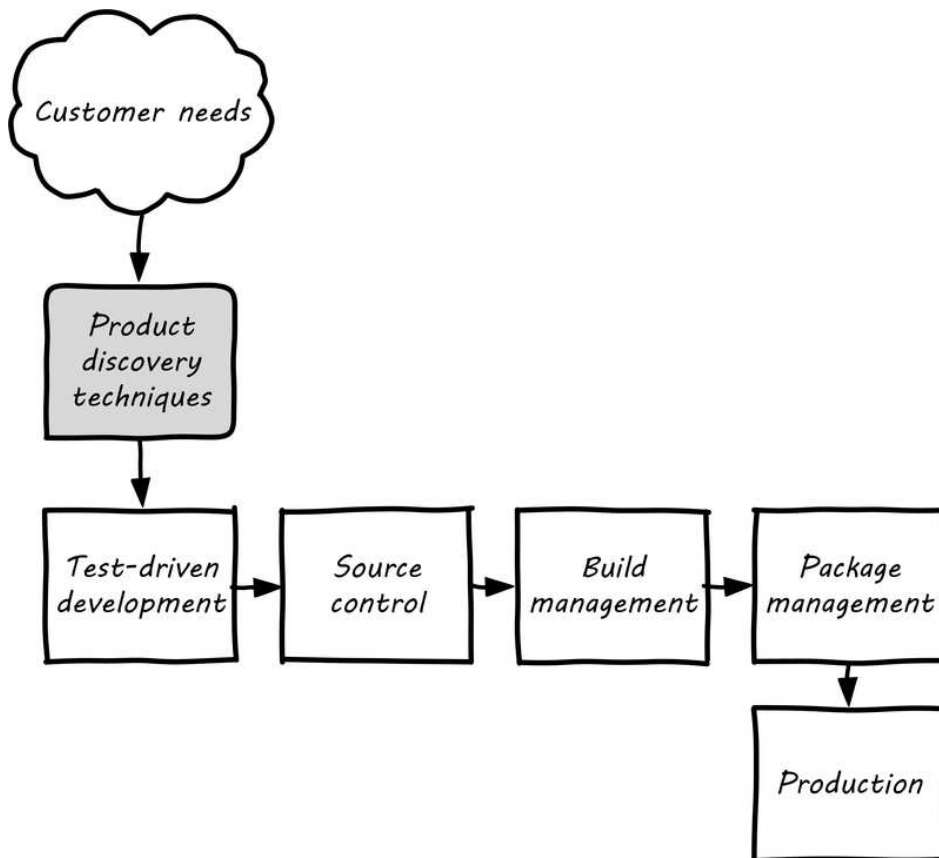 Customer needs
Product
discovery
techniques
Test-driven
development
Source
control
Build
management
Package
management
Production